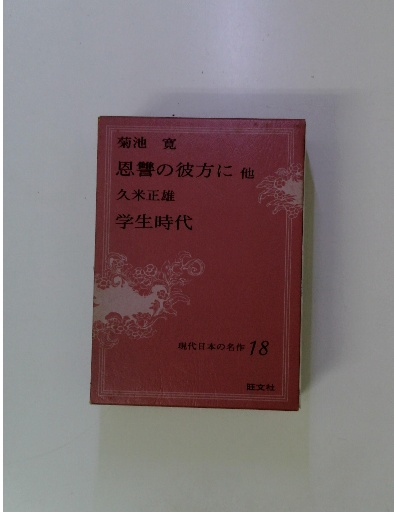 菊池 寛
恩讐の彼方に 他
久米正雄
学生時代
現代日本の名作 18
旺文社